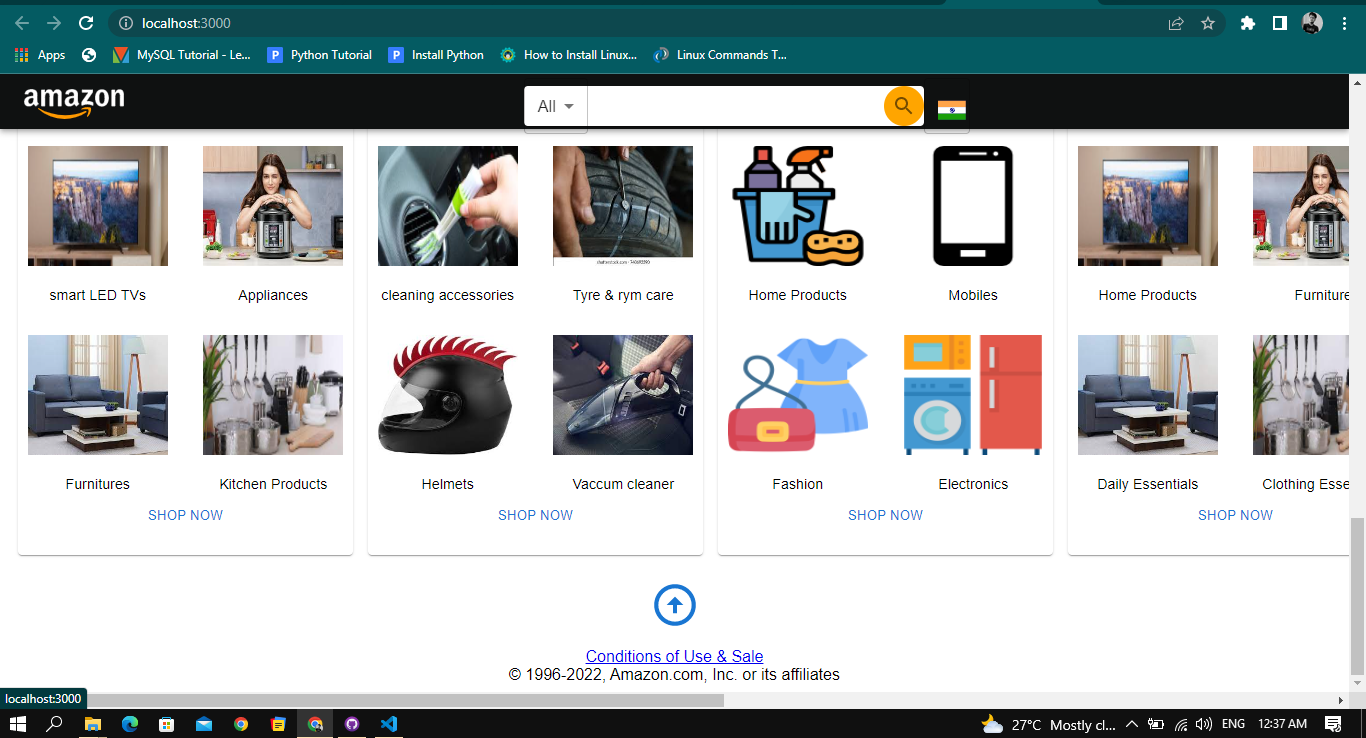 localhost:3000
Apps
MySQL Tutorial - Le...
Python Tutorial
Install Python
How to Install Linux...
Linux Commands T...
amazon
All
shutterstock.com · 740693290
smart LED TVs
Appliances
cleaning accessories
Tyre & rym care
Home Products
Mobiles
Home Products
Furniture
Furnitures
Kitchen Products
Helmets
Vaccum cleaner
Fashion
Electronics
Daily Essentials
Clothing Esse
SHOP NOW
SHOP NOW
SHOP NOW
SHOP NOW
Conditions of Use & Sale
© 1996-2022, Amazon.com, Inc. or its affiliates
localhost:3000
27°C Mostly cl...
ENG
12:37 AM